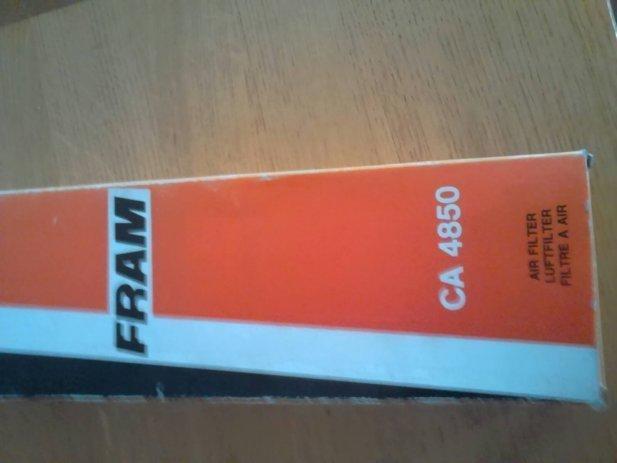 FRAM
CA 4850
AIR FILTER
LUFTFILTER
FILTRE A AIR